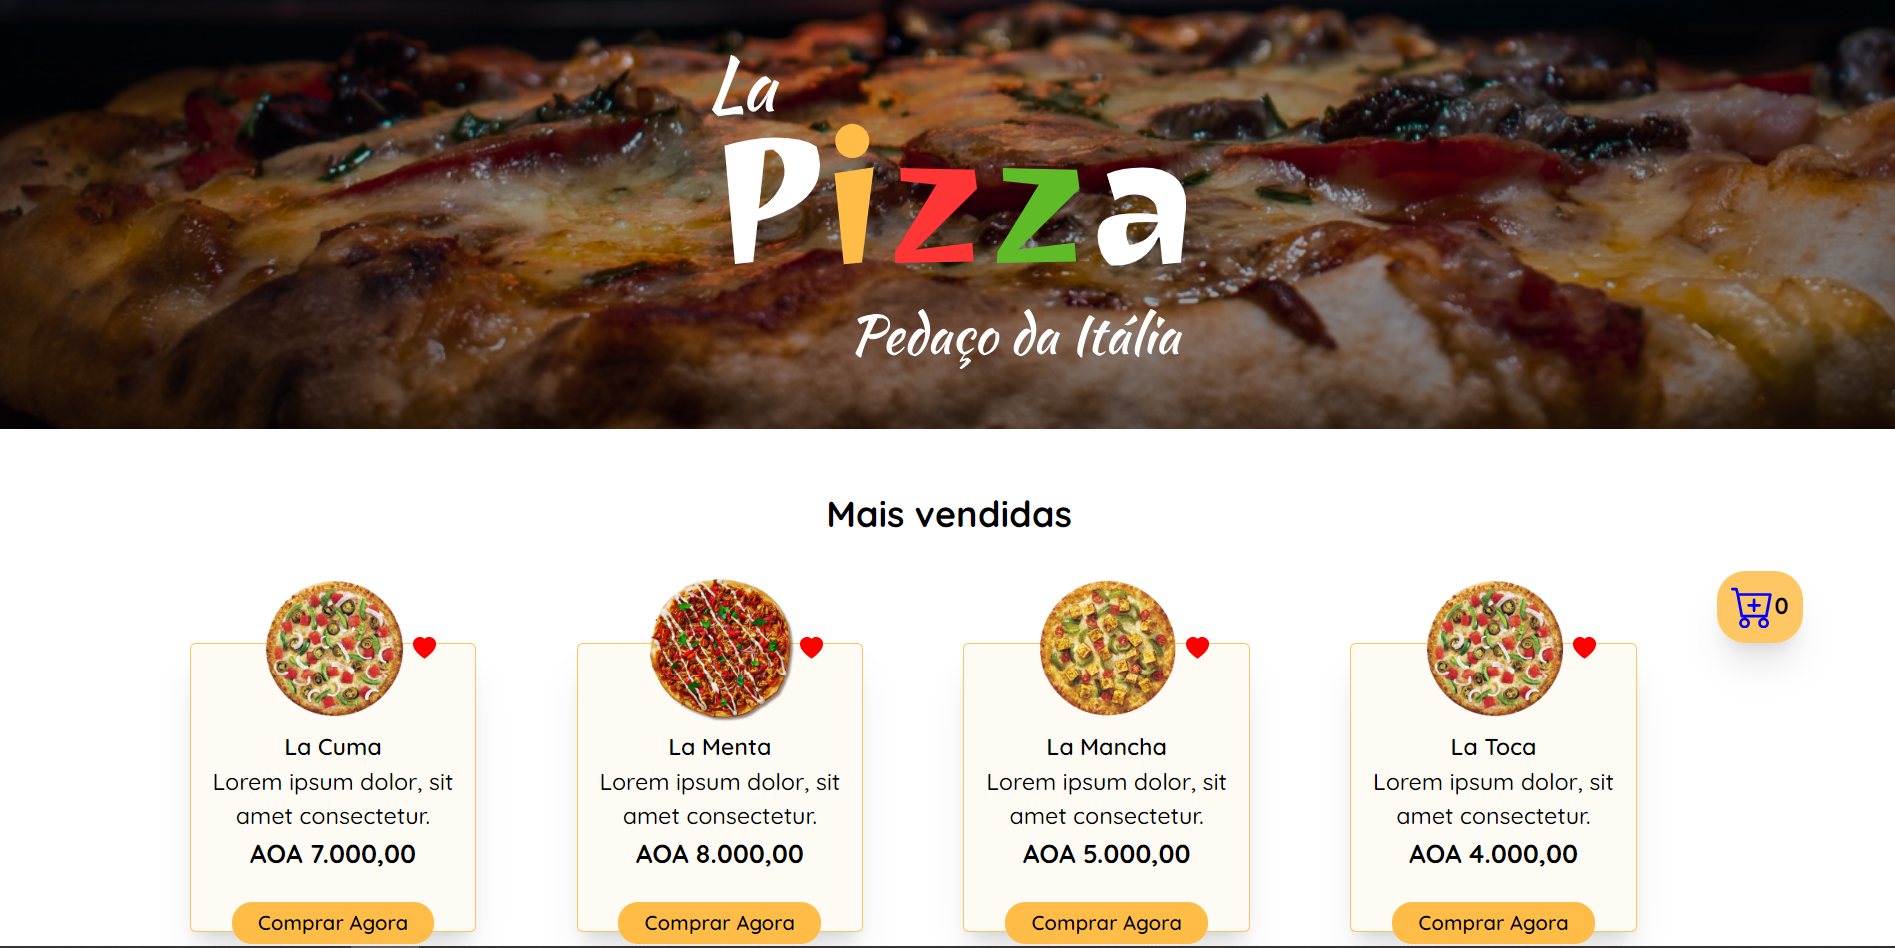 La
Pizza
Pedaço da Itália
Mais vendidas
0
La Cuma
Lorem ipsum dolor, sit
amet consectetur.
AOA 7.000,00
Comprar Agora
La Menta
Lorem ipsum dolor, sit
amet consectetur.
AOA 8.000,00
Comprar Agora
La Mancha
Lorem ipsum dolor, sit
amet consectetur.
AOA 5.000,00
Comprar Agora
La Toca
Lorem ipsum dolor, sit
amet consectetur.
AOA 4.000,00
Comprar Agora